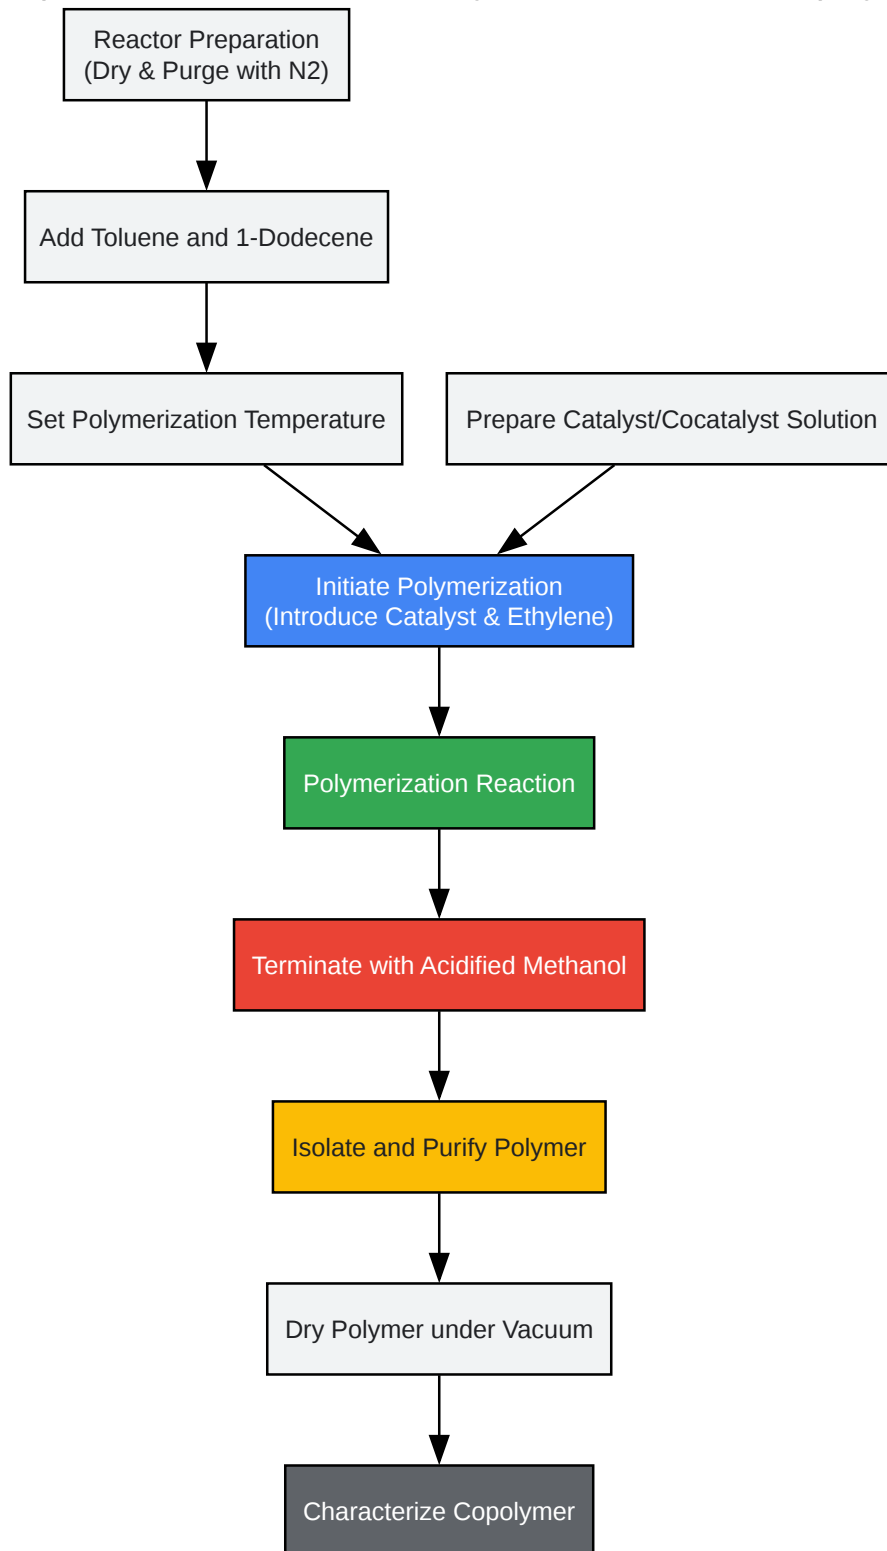 Reactor Preparation
(Dry & Purge with N2)
Add Toluene and 1-Dodecene
Set Polymerization Temperature
Prepare Catalyst/Cocatalyst Solution
Initiate Polymerization
(Introduce Catalyst & Ethylene)
Polymerization Reaction
Terminate with Acidified Methanol
Isolate and Purify Polymer
Dry Polymer under Vacuum
Characterize Copolymer